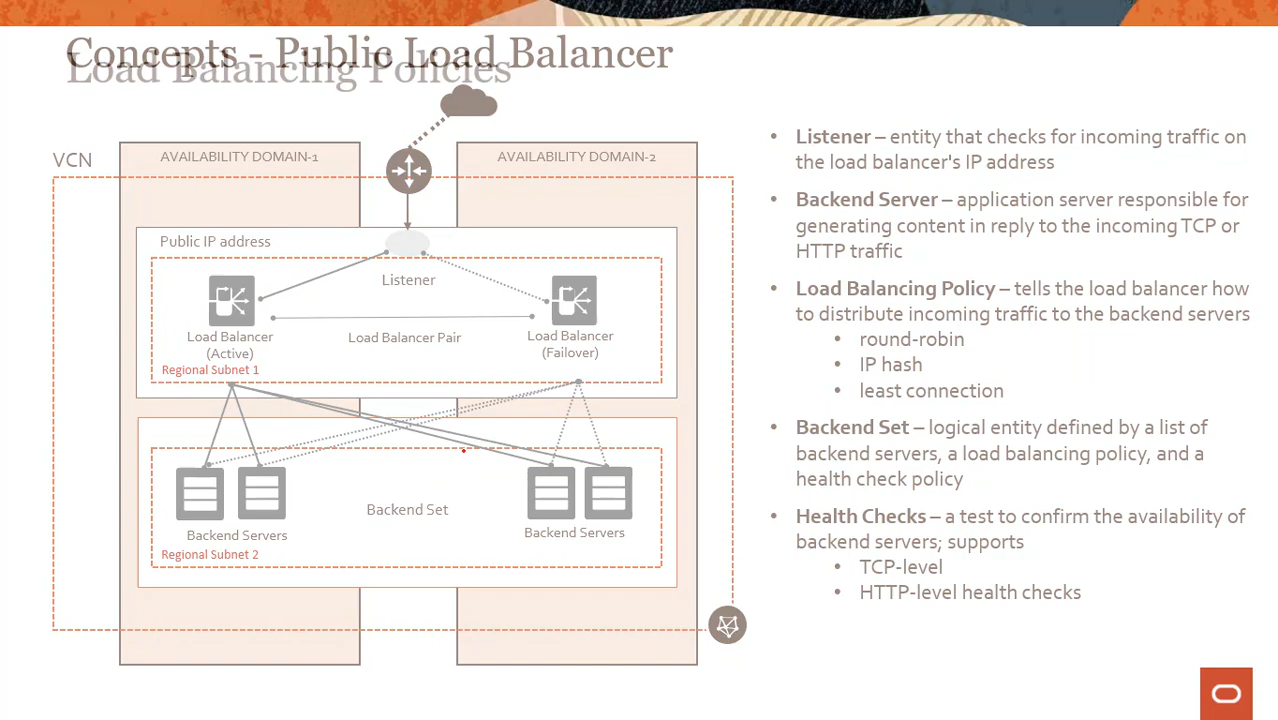 Concepts - Public Load Balancer
Load Balancing Policies
VCN
AVAILABILITY DOMAIN-1
AVAILABILITY DOMAIN-2
Public IP address
Listener
Load Balancer
(Active)
Load Balancer Pair
Load Balancer
(Failover)
Regional Subnet 1
Backend Set
Backend Servers
Backend Servers
Regional Subnet 2
• Listener – entity that checks for incoming traffic on
the load balancer's IP address
• Backend Server – application server responsible for
generating content in reply to the incoming TCP or
HTTP traffic
• Load Balancing Policy – tells the load balancer how
to distribute incoming traffic to the backend servers
• round-robin
• IP hash
• least connection
• Backend Set – logical entity defined by a list of
backend servers, a load balancing policy, and a
health check policy
• Health Checks – a test to confirm the availability of
backend servers; supports
• TCP-level
• HTTP-level health checks